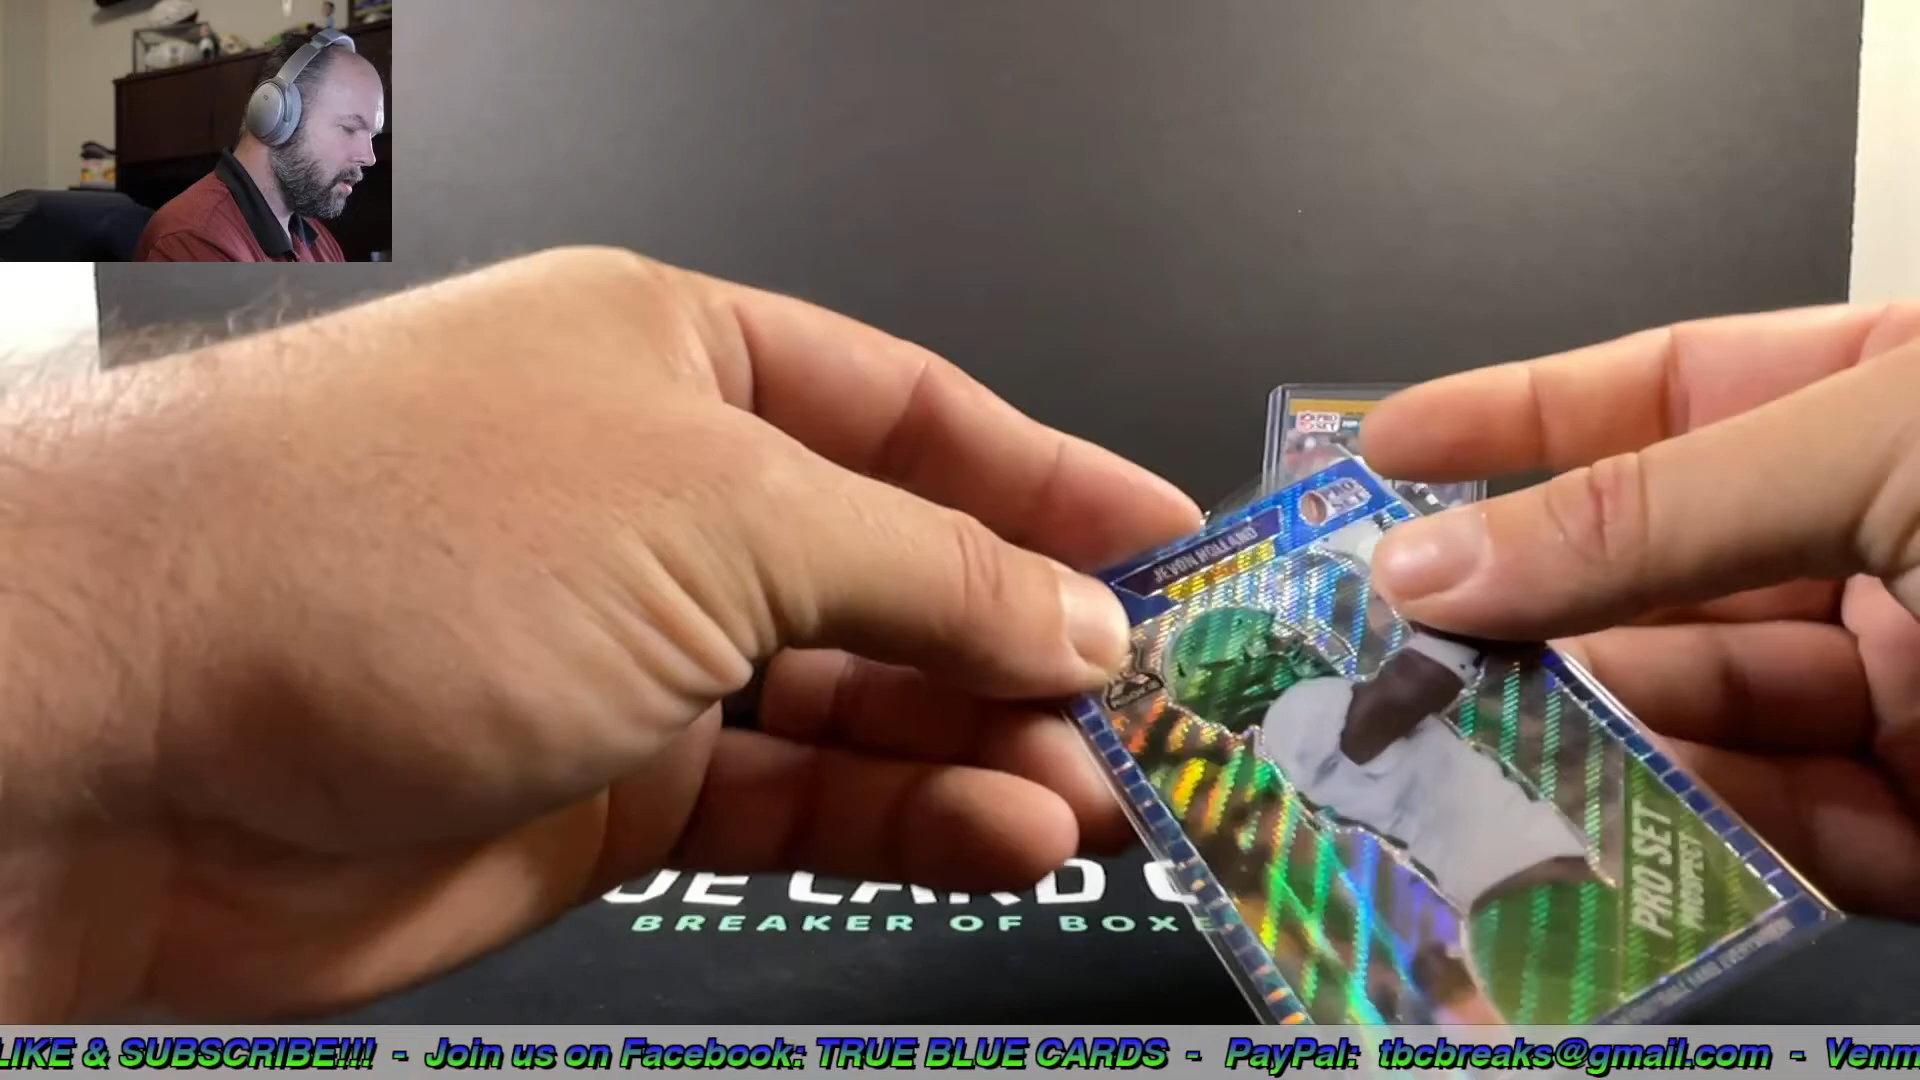 PRO
SET
JEVON HOLLAND
PRO SET
PROSPECT
BREAKER OF BOXE
LIKE & SUBSCRIBE!!! - Join us on Facebook: TRUE BLUE CARDS - PayPal: tbcbreaks@gmail.com - Venm